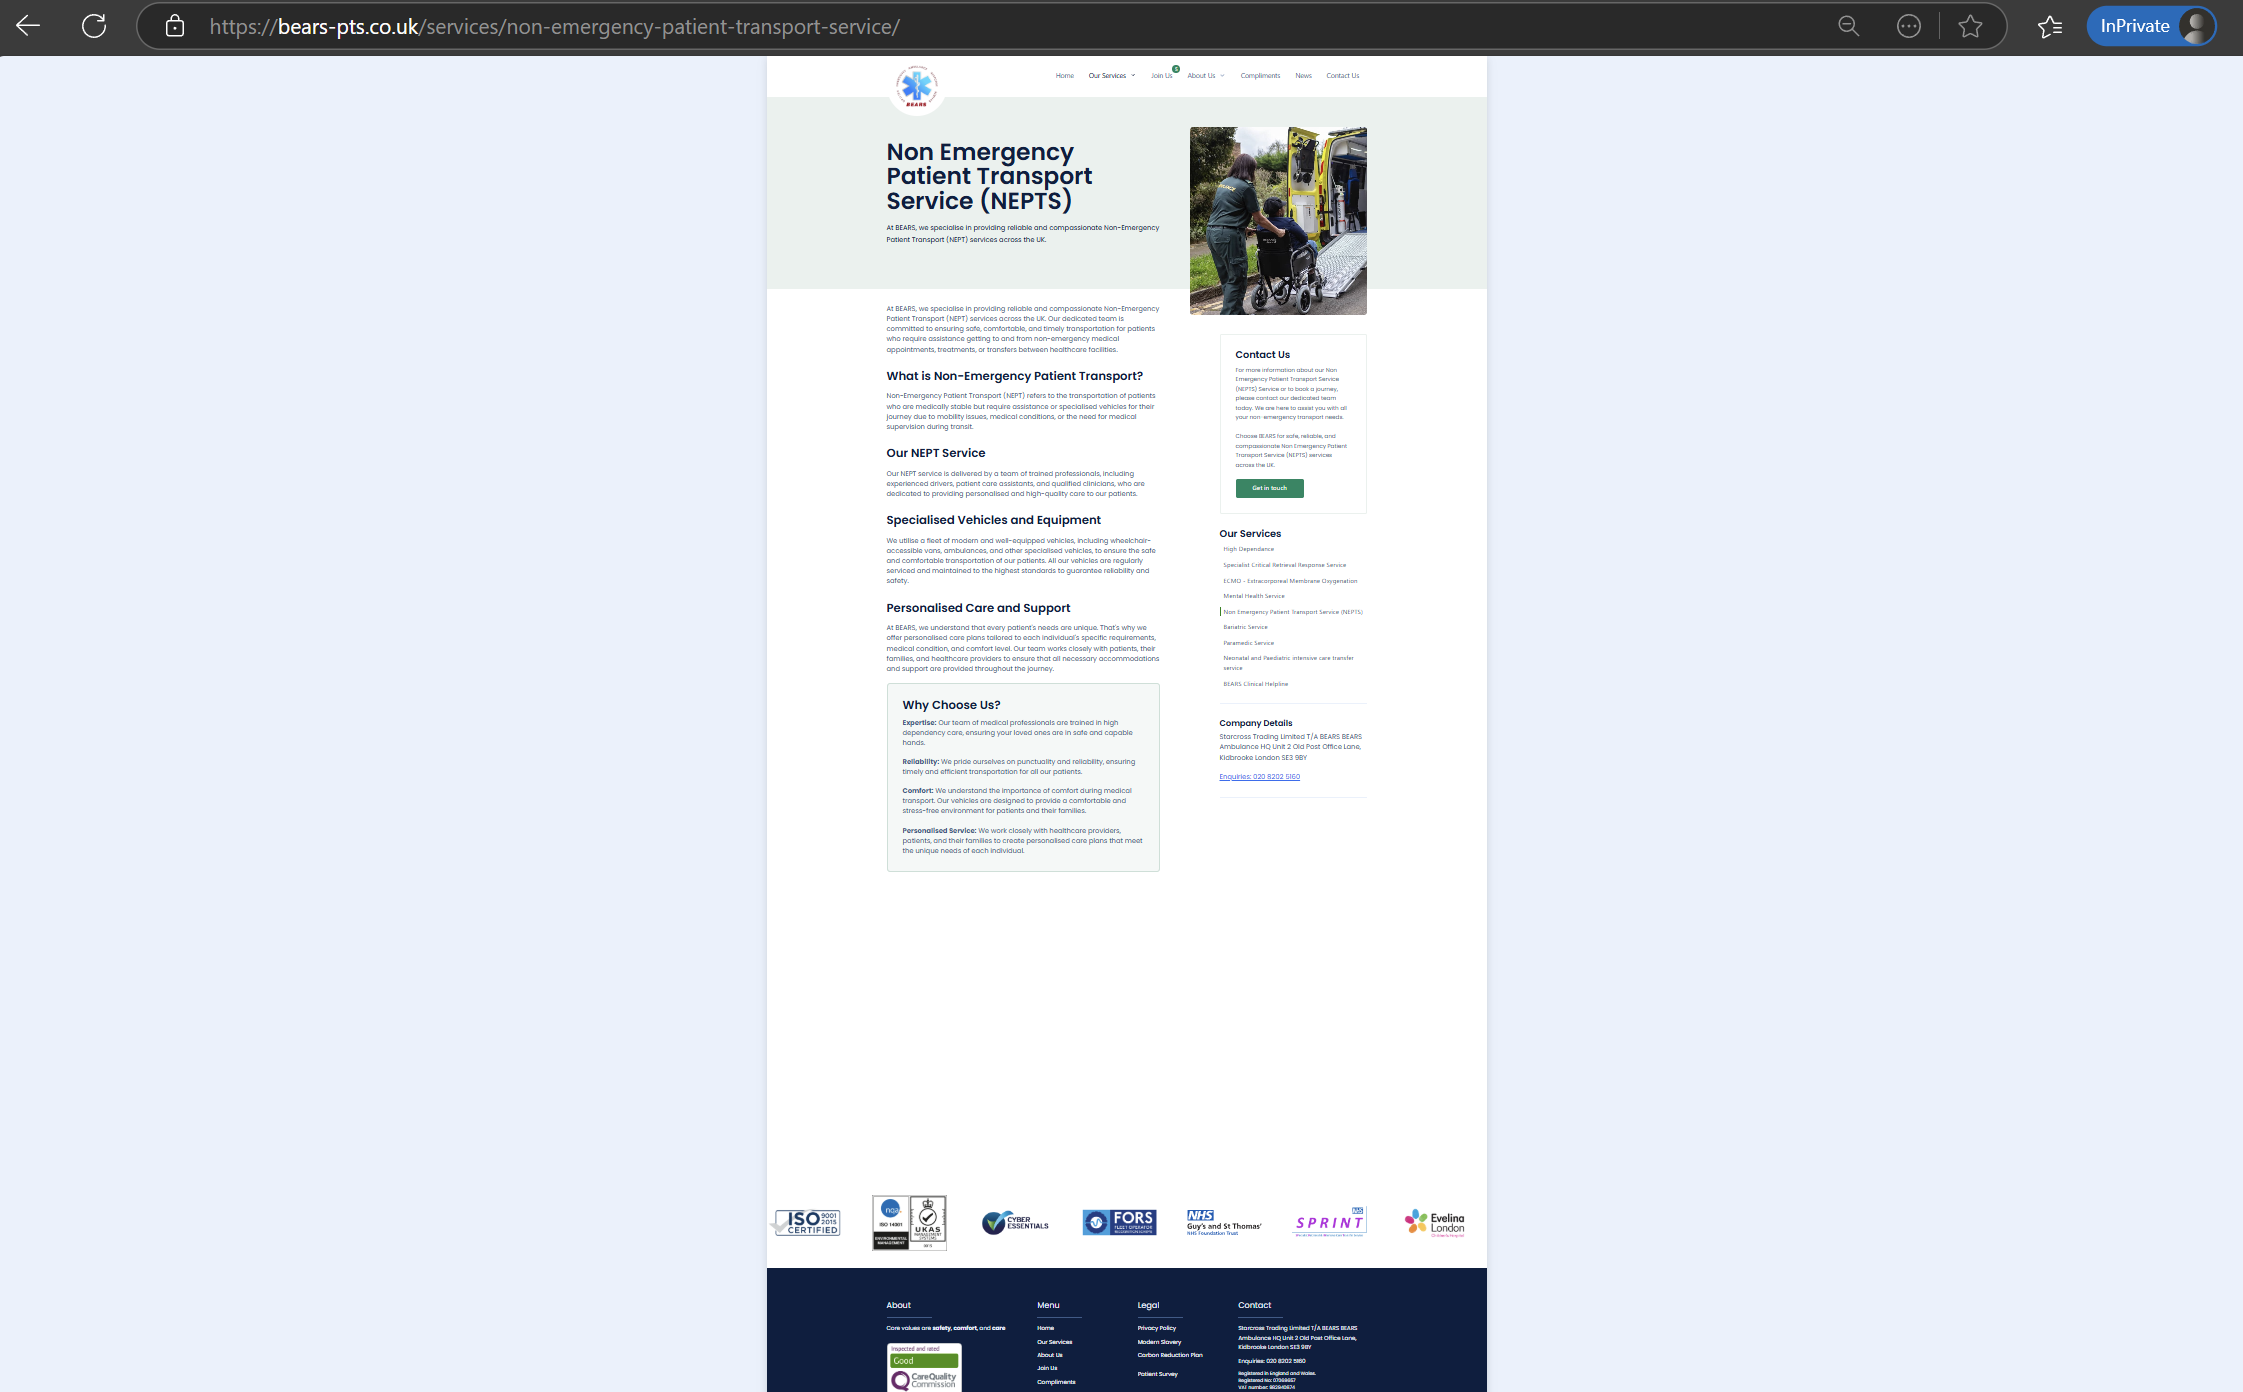 https://bears-pts.co.uk/services/non-emergency-patient-transport-service/
InPrivate
BEARS
Home Our Services Join Us 5 About Us Compliments News Contact Us
Non Emergency
Patient Transport
Service (NEPTS)
At BEARS, we specialise in providing reliable and compassionate Non-Emergency
Patient Transport (NEPT) services across the UK.
At BEARS, we specialise in providing reliable and compassionate Non-Emergency
Patient Transport (NEPT) services across the UK. Our dedicated team is
committed to ensuring safe, comfortable, and timely transportation for patients
who require assistance getting to and from non-emergency medical
appointments, treatments, or transfers between healthcare facilities.
What is Non-Emergency Patient Transport?
Non-Emergency Patient Transport (NEPT) refers to the transportation of patients
who are medically stable but require assistance or specialised vehicles for their
journey due to mobility issues, medical conditions, or the need for medical
supervision during transit.
Our NEPT Service
Our NEPT service is delivered by a team of trained professionals, including
experienced drivers, patient care assistants, and qualified clinicians, who are
dedicated to providing personalised and high-quality care to our patients.
Specialised Vehicles and Equipment
We utilise a fleet of modern and well-equipped vehicles, including wheelchair-
accessible vans, ambulances, and other specialised vehicles, to ensure the safe
and comfortable transportation of our patients. All our vehicles are regularly
serviced and maintained to the highest standards to guarantee reliability and
safety.
Personalised Care and Support
At BEARS, we understand that every patient's needs are unique. That's why we
offer personalised care plans tailored to each individual's specific requirements,
medical condition, and comfort level. Our team works closely with patients, their
families, and healthcare providers to ensure that all necessary accommodations
and support are provided throughout the journey.
Why Choose Us?
Expertise: Our team of medical professionals are trained in high
dependency care, ensuring your loved ones are in safe and capable
hands.
Reliability: We pride ourselves on punctuality and reliability, ensuring
timely and efficient transportation for all our patients.
Comfort: We understand the importance of comfort during medical
transport. Our vehicles are designed to provide a comfortable and
stress-free environment for patients and their families.
Personalised Service: We work closely with healthcare providers,
patients, and their families to create personalised care plans that meet
the unique needs of each individual.
Contact Us
For more information about our Non
Emergency Patient Transport Service
(NEPTS) Service or to book a journey,
please contact our dedicated team
today. We are here to assist you with all
your non-emergency transport needs.
Choose BEARS for safe, reliable, and
compassionate Non Emergency Patient
Transport Service (NEPTS) services
across the UK.
Get in touch
Our Services
High Dependance
Specialist Critical Retrieval Response Service
ECMO - Extracorporeal Membrane Oxygenation
Mental Health Service
Non Emergency Patient Transport Service (NEPTS)
Bariatric Service
Paramedic Service
Neonatal and Paediatric intensive care transfer
service
BEARS Clinical Helpline
Company Details
Starcross Trading Limited T/A BEARS BEARS
Ambulance HQ Unit 2 Old Post Office Lane,
Kidbrooke London SE3 9BY
Enquiries: 020 8202 5160
ISO 9001
2015
CERTIFIED
nqa.
ISO 14001
ENVIRONMENTAL
MANAGEMENT
UKAS
MANAGEMENT
SYSTEMS
CYBER
ESSENTIALS
FORS
FLEET OPERATOR
RECOGNITION SCHEME
NHS
Guy's and St Thomas'
NHS Foundation Trust
NHS
SPRINT
Evelina
London
Children's Hospital
About
Core values are safety, comfort, and care
Inspected and rated
Good
CareQuality
Commission
Menu
Home
Our Services
About Us
Join Us
Compliments
Legal
Privacy Policy
Modern Slavery
Carbon Reduction Plan
Patient Survey
Contact
Starcross Trading Limited T/A BEARS BEARS
Ambulance HQ Unit 2 Old Post Office Lane,
Kidbrooke London SE3 9BY
Enquiries: 020 8202 5160
Registered in England and Wales.
Registered No: 07069657